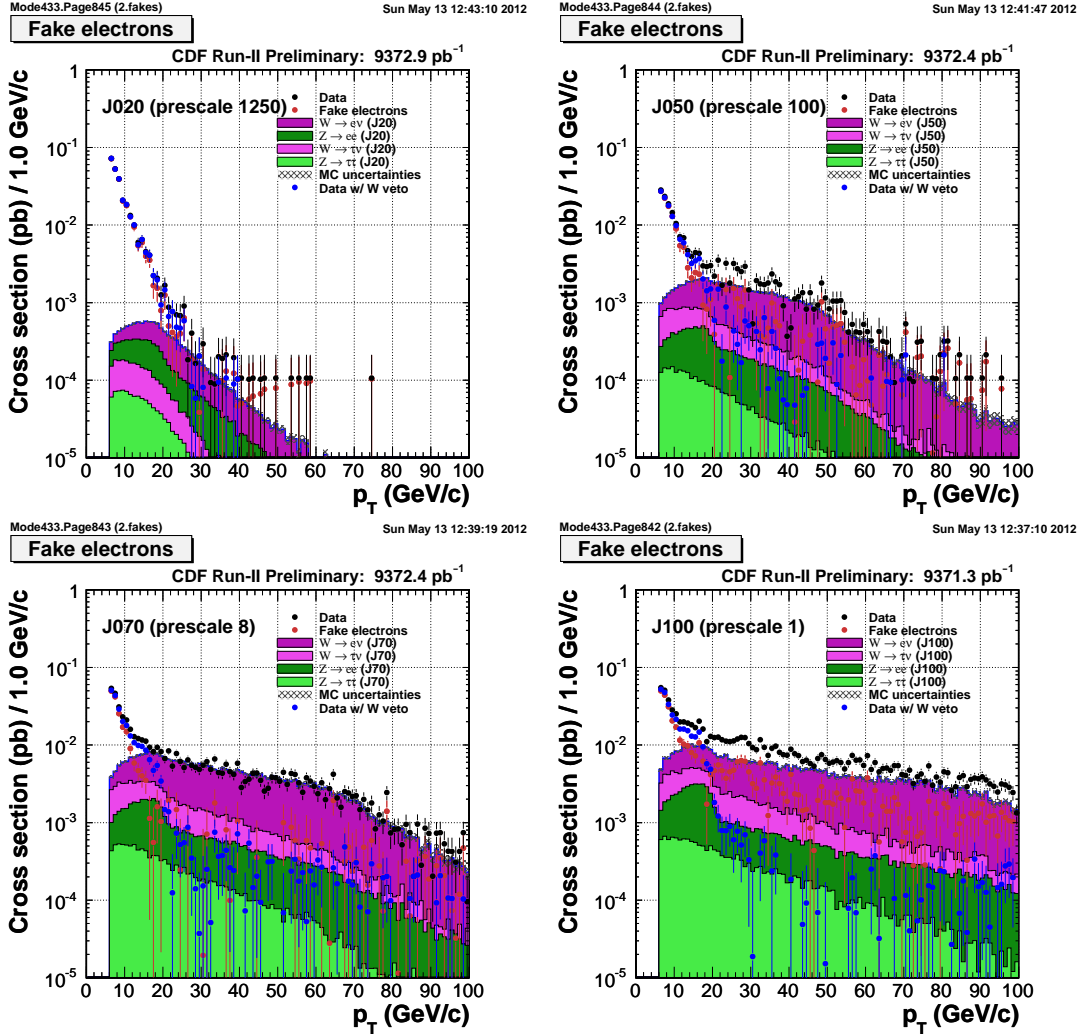 Mode433.Page845 (2.fakes)
Sun May 13 12:43:10 2012
Fake electrons
CDF Run-II Preliminary: 9372.9 pb⁻¹
Cross section (pb) / 1.0 GeV/c
1
10⁻¹
10⁻²
10⁻³
10⁻⁴
10⁻⁵
J020 (prescale 1250)
Data
Fake electrons
W → eν (J20)
Z → ee (J20)
W → τν (J20)
Z → ττ (J20)
MC uncertainties
Data w/ W veto
0 10 20 30 40 50 60 70 80 90 100
p_T (GeV/c)
Mode433.Page844 (2.fakes)
Sun May 13 12:41:47 2012
Fake electrons
CDF Run-II Preliminary: 9372.4 pb⁻¹
Cross section (pb) / 1.0 GeV/c
1
10⁻¹
10⁻²
10⁻³
10⁻⁴
10⁻⁵
J050 (prescale 100)
Data
Fake electrons
W → eν (J50)
W → τν (J50)
Z → ee (J50)
Z → ττ (J50)
MC uncertainties
Data w/ W veto
0 10 20 30 40 50 60 70 80 90 100
p_T (GeV/c)
Mode433.Page843 (2.fakes)
Sun May 13 12:39:19 2012
Fake electrons
CDF Run-II Preliminary: 9372.4 pb⁻¹
Cross section (pb) / 1.0 GeV/c
1
10⁻¹
10⁻²
10⁻³
10⁻⁴
10⁻⁵
J070 (prescale 8)
Data
Fake electrons
W → eν (J70)
W → τν (J70)
Z → ee (J70)
Z → ττ (J70)
MC uncertainties
Data w/ W veto
0 10 20 30 40 50 60 70 80 90 100
p_T (GeV/c)
Mode433.Page842 (2.fakes)
Sun May 13 12:37:10 2012
Fake electrons
CDF Run-II Preliminary: 9371.3 pb⁻¹
Cross section (pb) / 1.0 GeV/c
1
10⁻¹
10⁻²
10⁻³
10⁻⁴
10⁻⁵
J100 (prescale 1)
Data
Fake electrons
W → eν (J100)
W → τν (J100)
Z → ee (J100)
Z → ττ (J100)
MC uncertainties
Data w/ W veto
0 10 20 30 40 50 60 70 80 90 100
p_T (GeV/c)